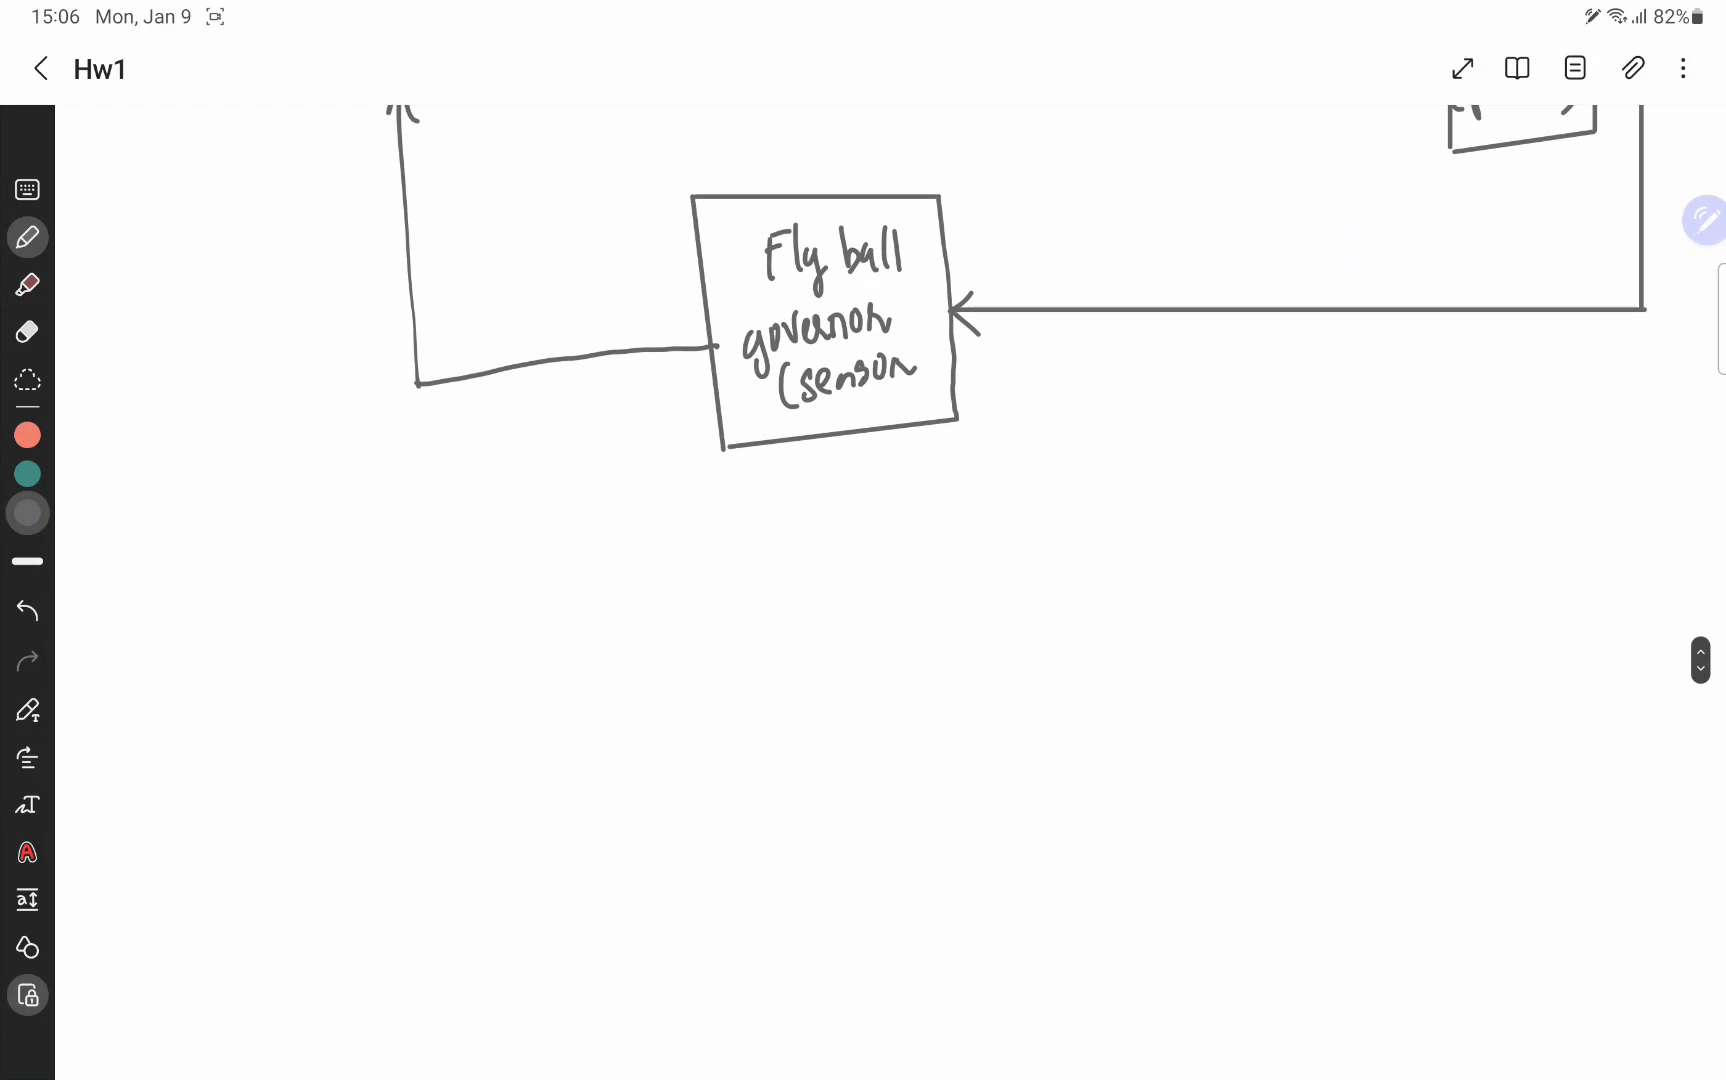 15:06 Mon, Jan 9 82%
Hw1
Fly ball
governor
(sensor